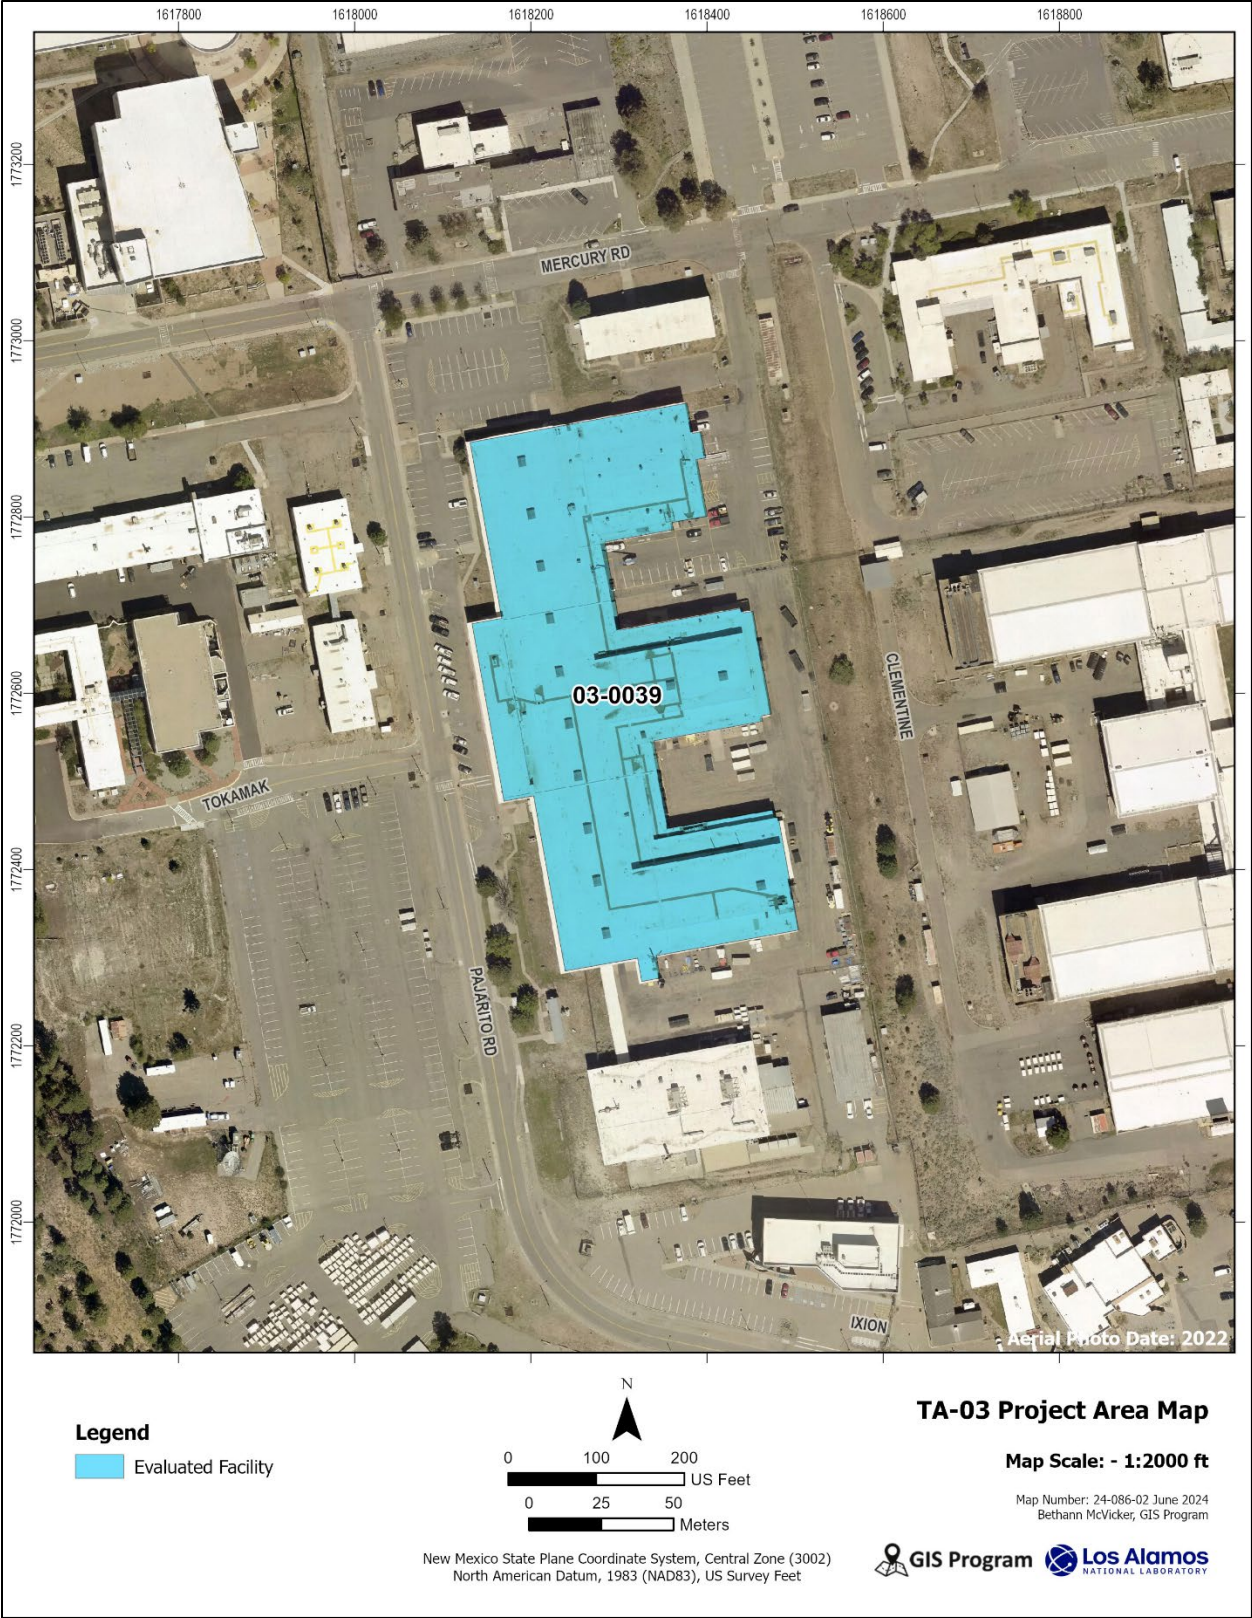 1617800
1618000
1618200
1618400
1618600
1618800
1773200
1773000
1772800
1772600
1772400
1772200
1772000
MERCURY RD
03-0039
CLEMENTINE
TOKAMAK
PAJARITO RD
IXION
Aerial Photo Date: 2022
Legend
Evaluated Facility
N
0 100 200
US Feet
0 25 50
Meters
New Mexico State Plane Coordinate System, Central Zone (3002)
North American Datum, 1983 (NAD83), US Survey Feet
TA-03 Project Area Map
Map Scale: - 1:2000 ft
Map Number: 24-086-02 June 2024
Bethann McVicker, GIS Program
GIS Program
Los Alamos
NATIONAL LABORATORY